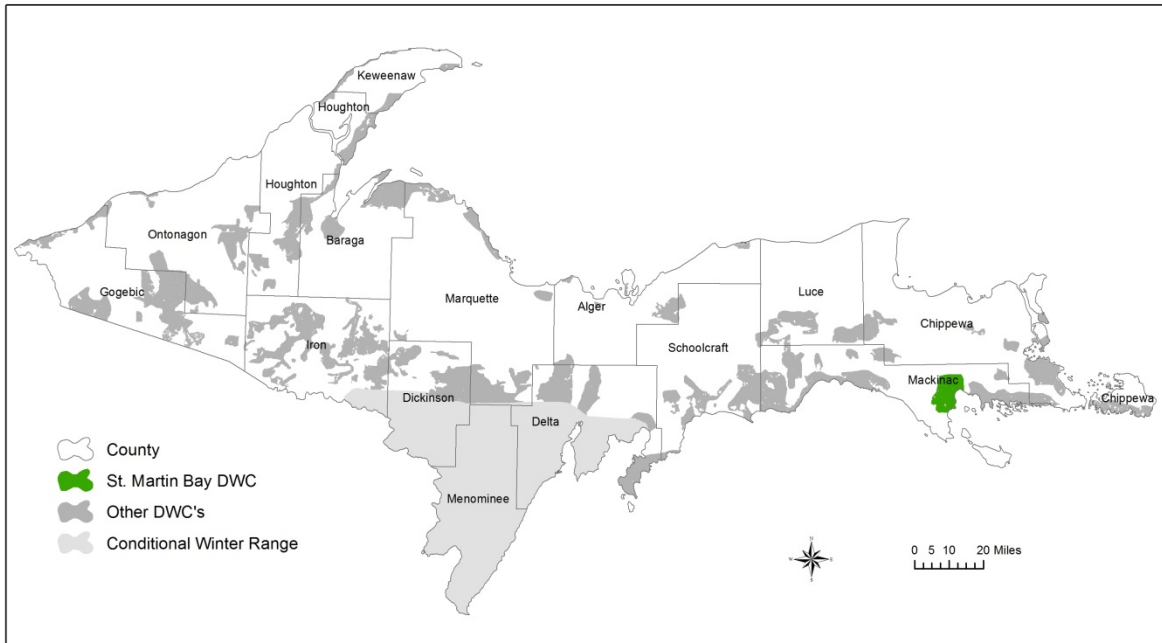 Keweenaw
Houghton
Houghton
Ontonagon
Baraga
Gogebic
Marquette
Alger
Luce
Chippewa
Schoolcraft
Iron
Mackinac
Dickinson
Chippewa
Delta
Menominee
County
St. Martin Bay DWC
Other DWC's
Conditional Winter Range
N
W
E
S
0 5 10 20 Miles